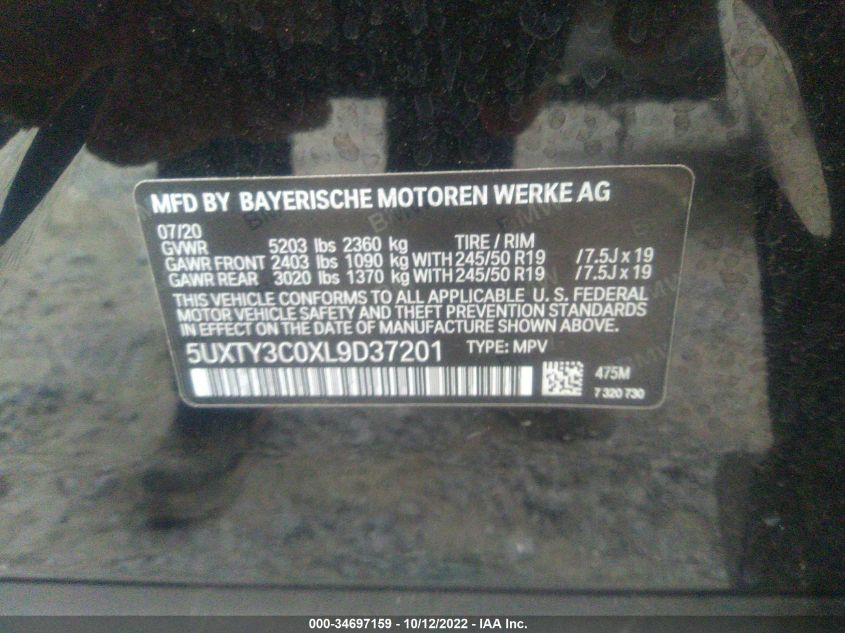 MFD BY BAYERISCHE MOTOREN WERKE AG
07/20
GVWR 5203 lbs 2360 kg TIRE / RIM
GAWR FRONT 2403 lbs 1090 kg WITH 245/50 R19 /7.5J x 19
GAWR REAR 3020 lbs 1370 kg WITH 245/50 R19 /7.5J x 19
THIS VEHICLE CONFORMS TO ALL APPLICABLE U. S. FEDERAL
MOTOR VEHICLE SAFETY AND THEFT PREVENTION STANDARDS
IN EFFECT ON THE DATE OF MANUFACTURE SHOWN ABOVE.
5UXTY3C0XL9D37201 TYPE: MPV
475M
7 320 730
000-34697159 - 10/12/2022 - IAA Inc.